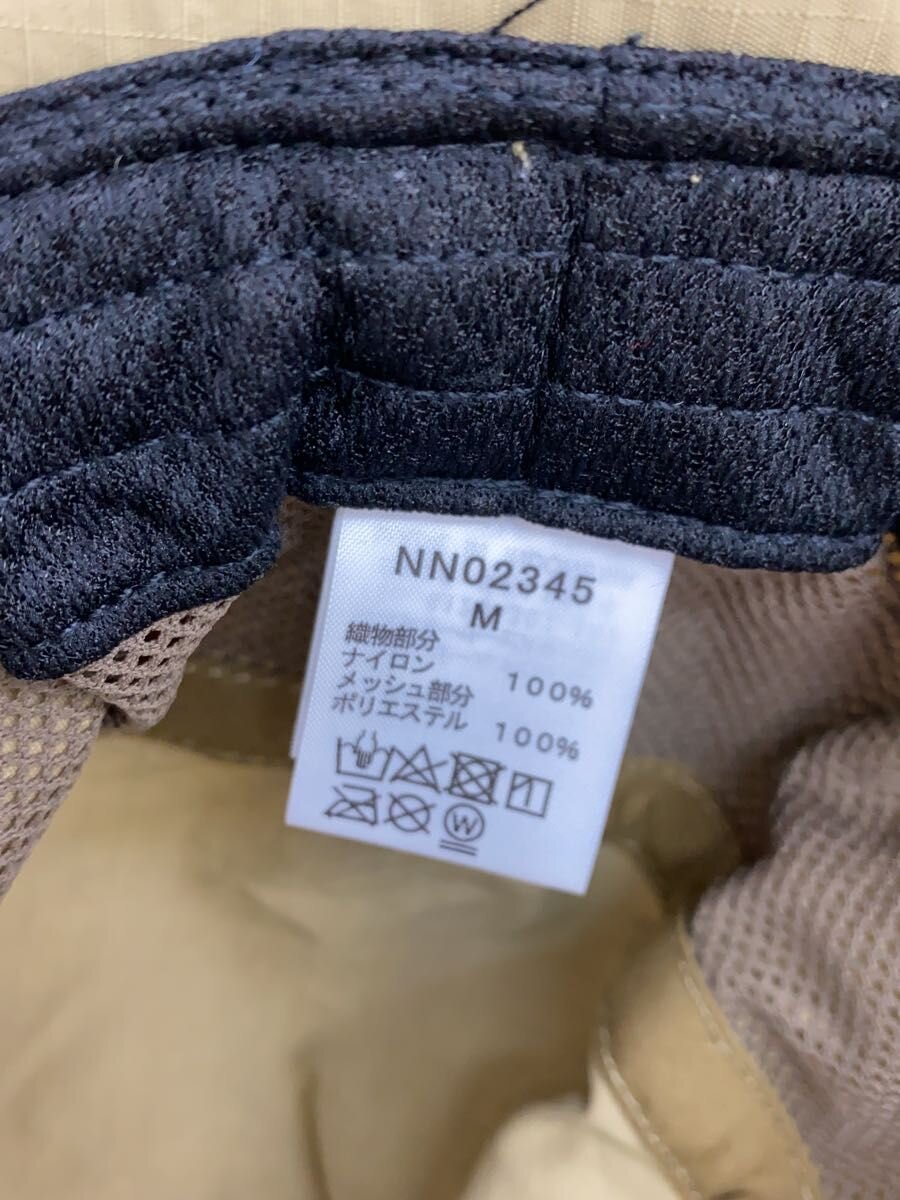 NN02345
M
織物部分
ナイロン 100%
メッシュ部分
ポリエステル 100%
W